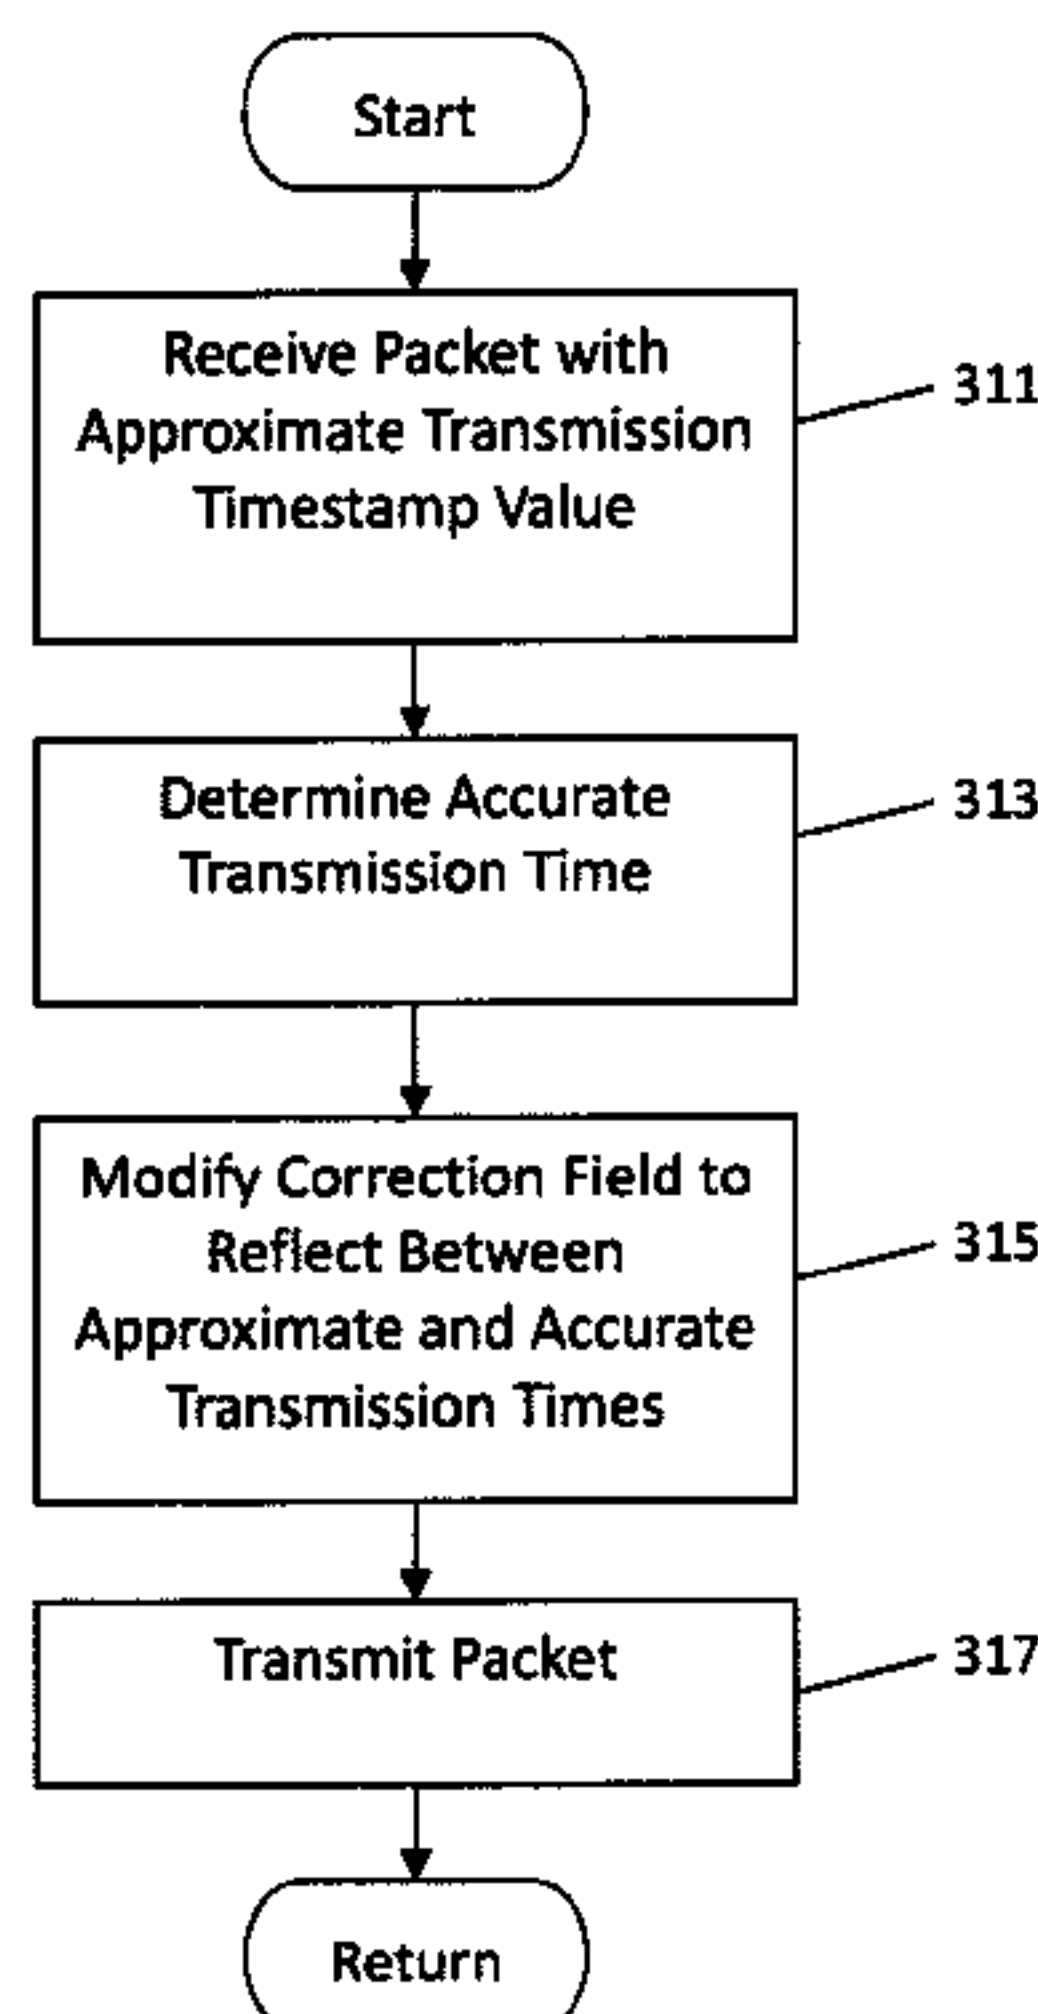 Start
Receive Packet with
Approximate Transmission
Timestamp Value
311
Determine Accurate
Transmission Time
313
Modify Correction Field to
Reflect Between
Approximate and Accurate
Transmission Times
315
Transmit Packet
317
Return